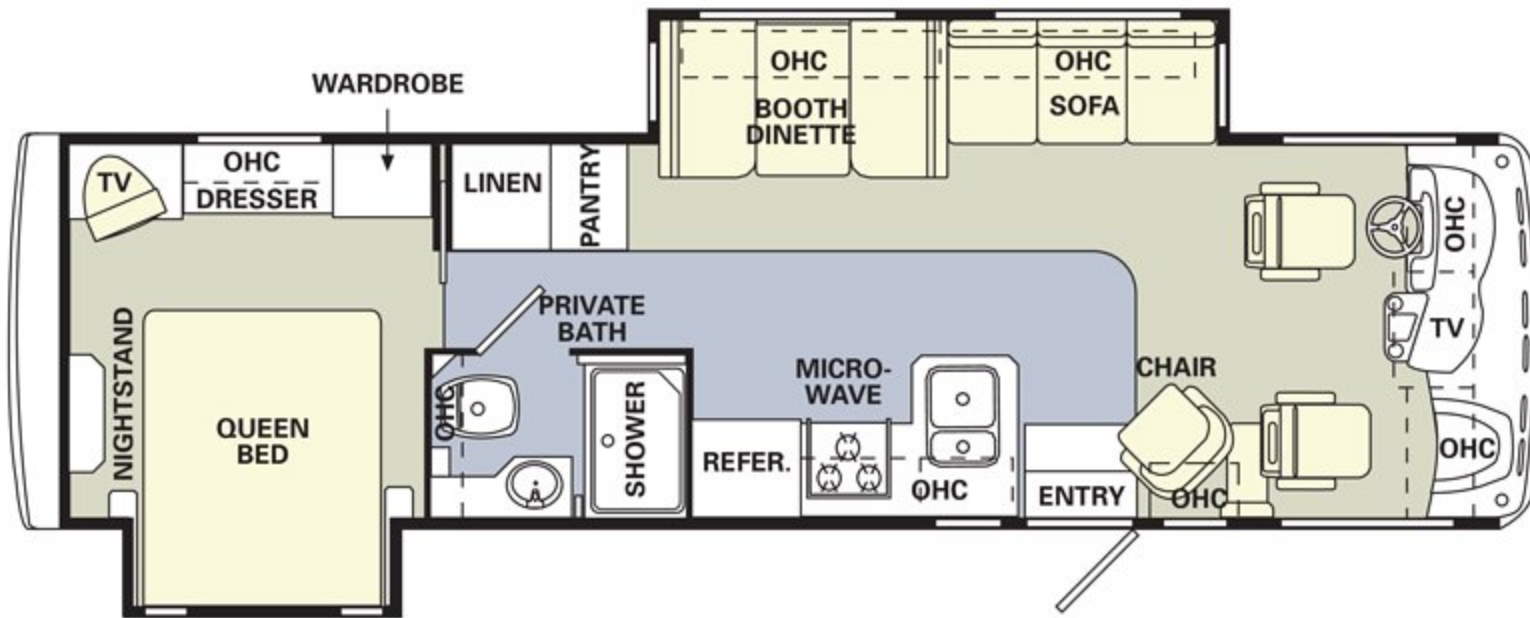 WARDROBE
TV
OHC
DRESSER
LINEN
PANTRY
OHC
BOOTH
DINETTE
OHC
SOFA
OHC
TV
OHC
NIGHTSTAND
QUEEN
BED
PRIVATE
BATH
OHC
SHOWER
MICRO-
WAVE
REFER.
OHC
ENTRY
CHAIR
OHC